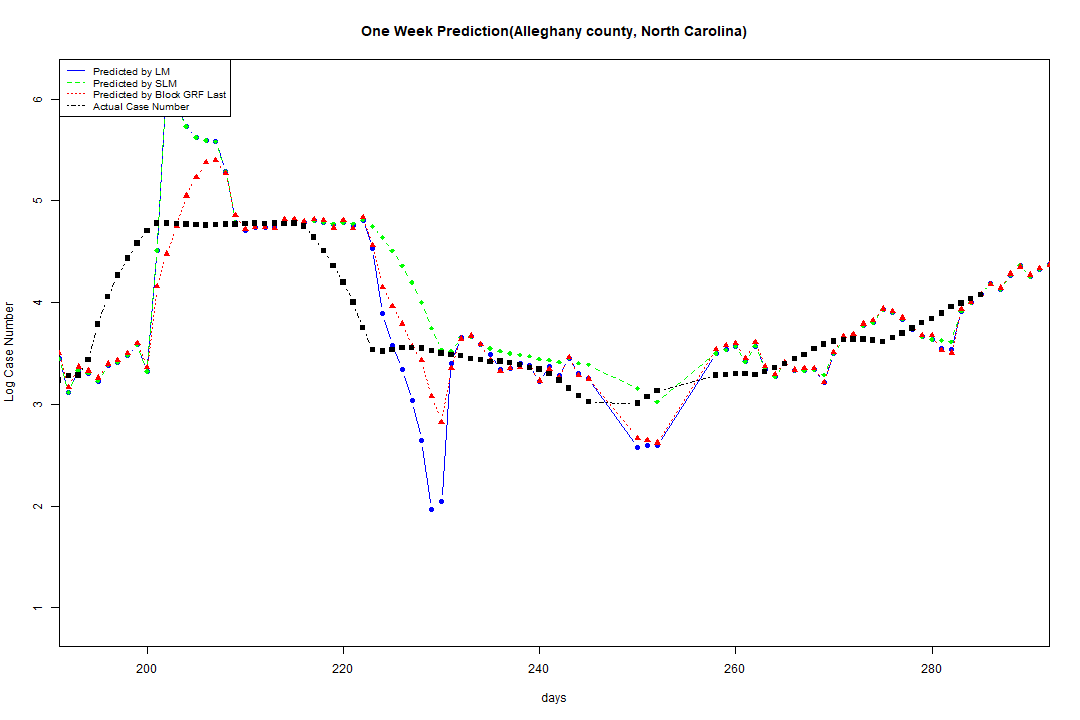 One Week Prediction(Alleghany county, North Carolina)
Predicted by LM
Predicted by SLM
Predicted by Block GRF Last
Actual Case Number
6
5
4
3
2
1
Log Case Number
200 220 240 260 280
days